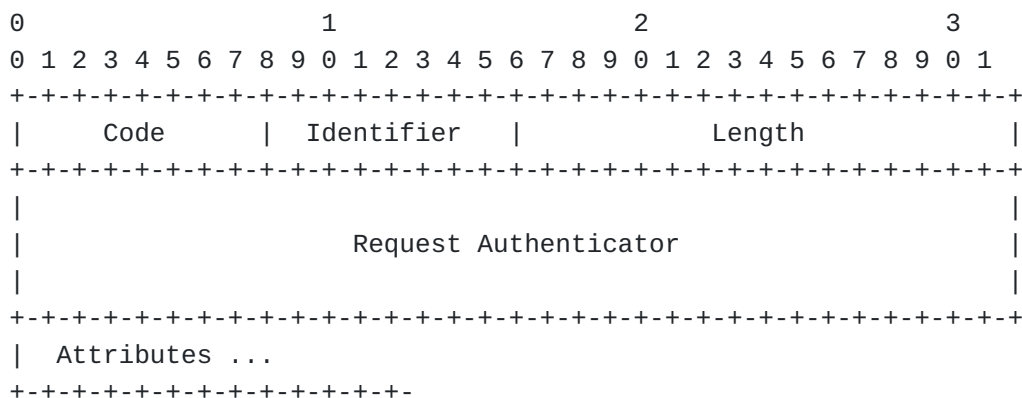 0                   1                   2                   3
0 1 2 3 4 5 6 7 8 9 0 1 2 3 4 5 6 7 8 9 0 1 2 3 4 5 6 7 8 9 0 1
+-+-+-+-+-+-+-+-+-+-+-+-+-+-+-+-+-+-+-+-+-+-+-+-+-+-+-+-+-+-+-+-+
|     Code      |  Identifier   |            Length             |
+-+-+-+-+-+-+-+-+-+-+-+-+-+-+-+-+-+-+-+-+-+-+-+-+-+-+-+-+-+-+-+-+
|                                                               |
|                     Request Authenticator                     |
|                                                               |
+-+-+-+-+-+-+-+-+-+-+-+-+-+-+-+-+-+-+-+-+-+-+-+-+-+-+-+-+-+-+-+-+
|  Attributes ...
+-+-+-+-+-+-+-+-+-+-+-+-+-